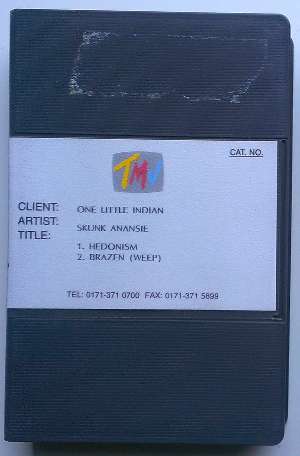 TMI
CAT. NO.
CLIENT: ONE LITTLE INDIAN
ARTIST: SKUNK ANANSIE
TITLE:
1. HEDONISM
2. BRAZEN (WEEP)
TEL: 0171-371 0700 FAX: 0171-371 5899